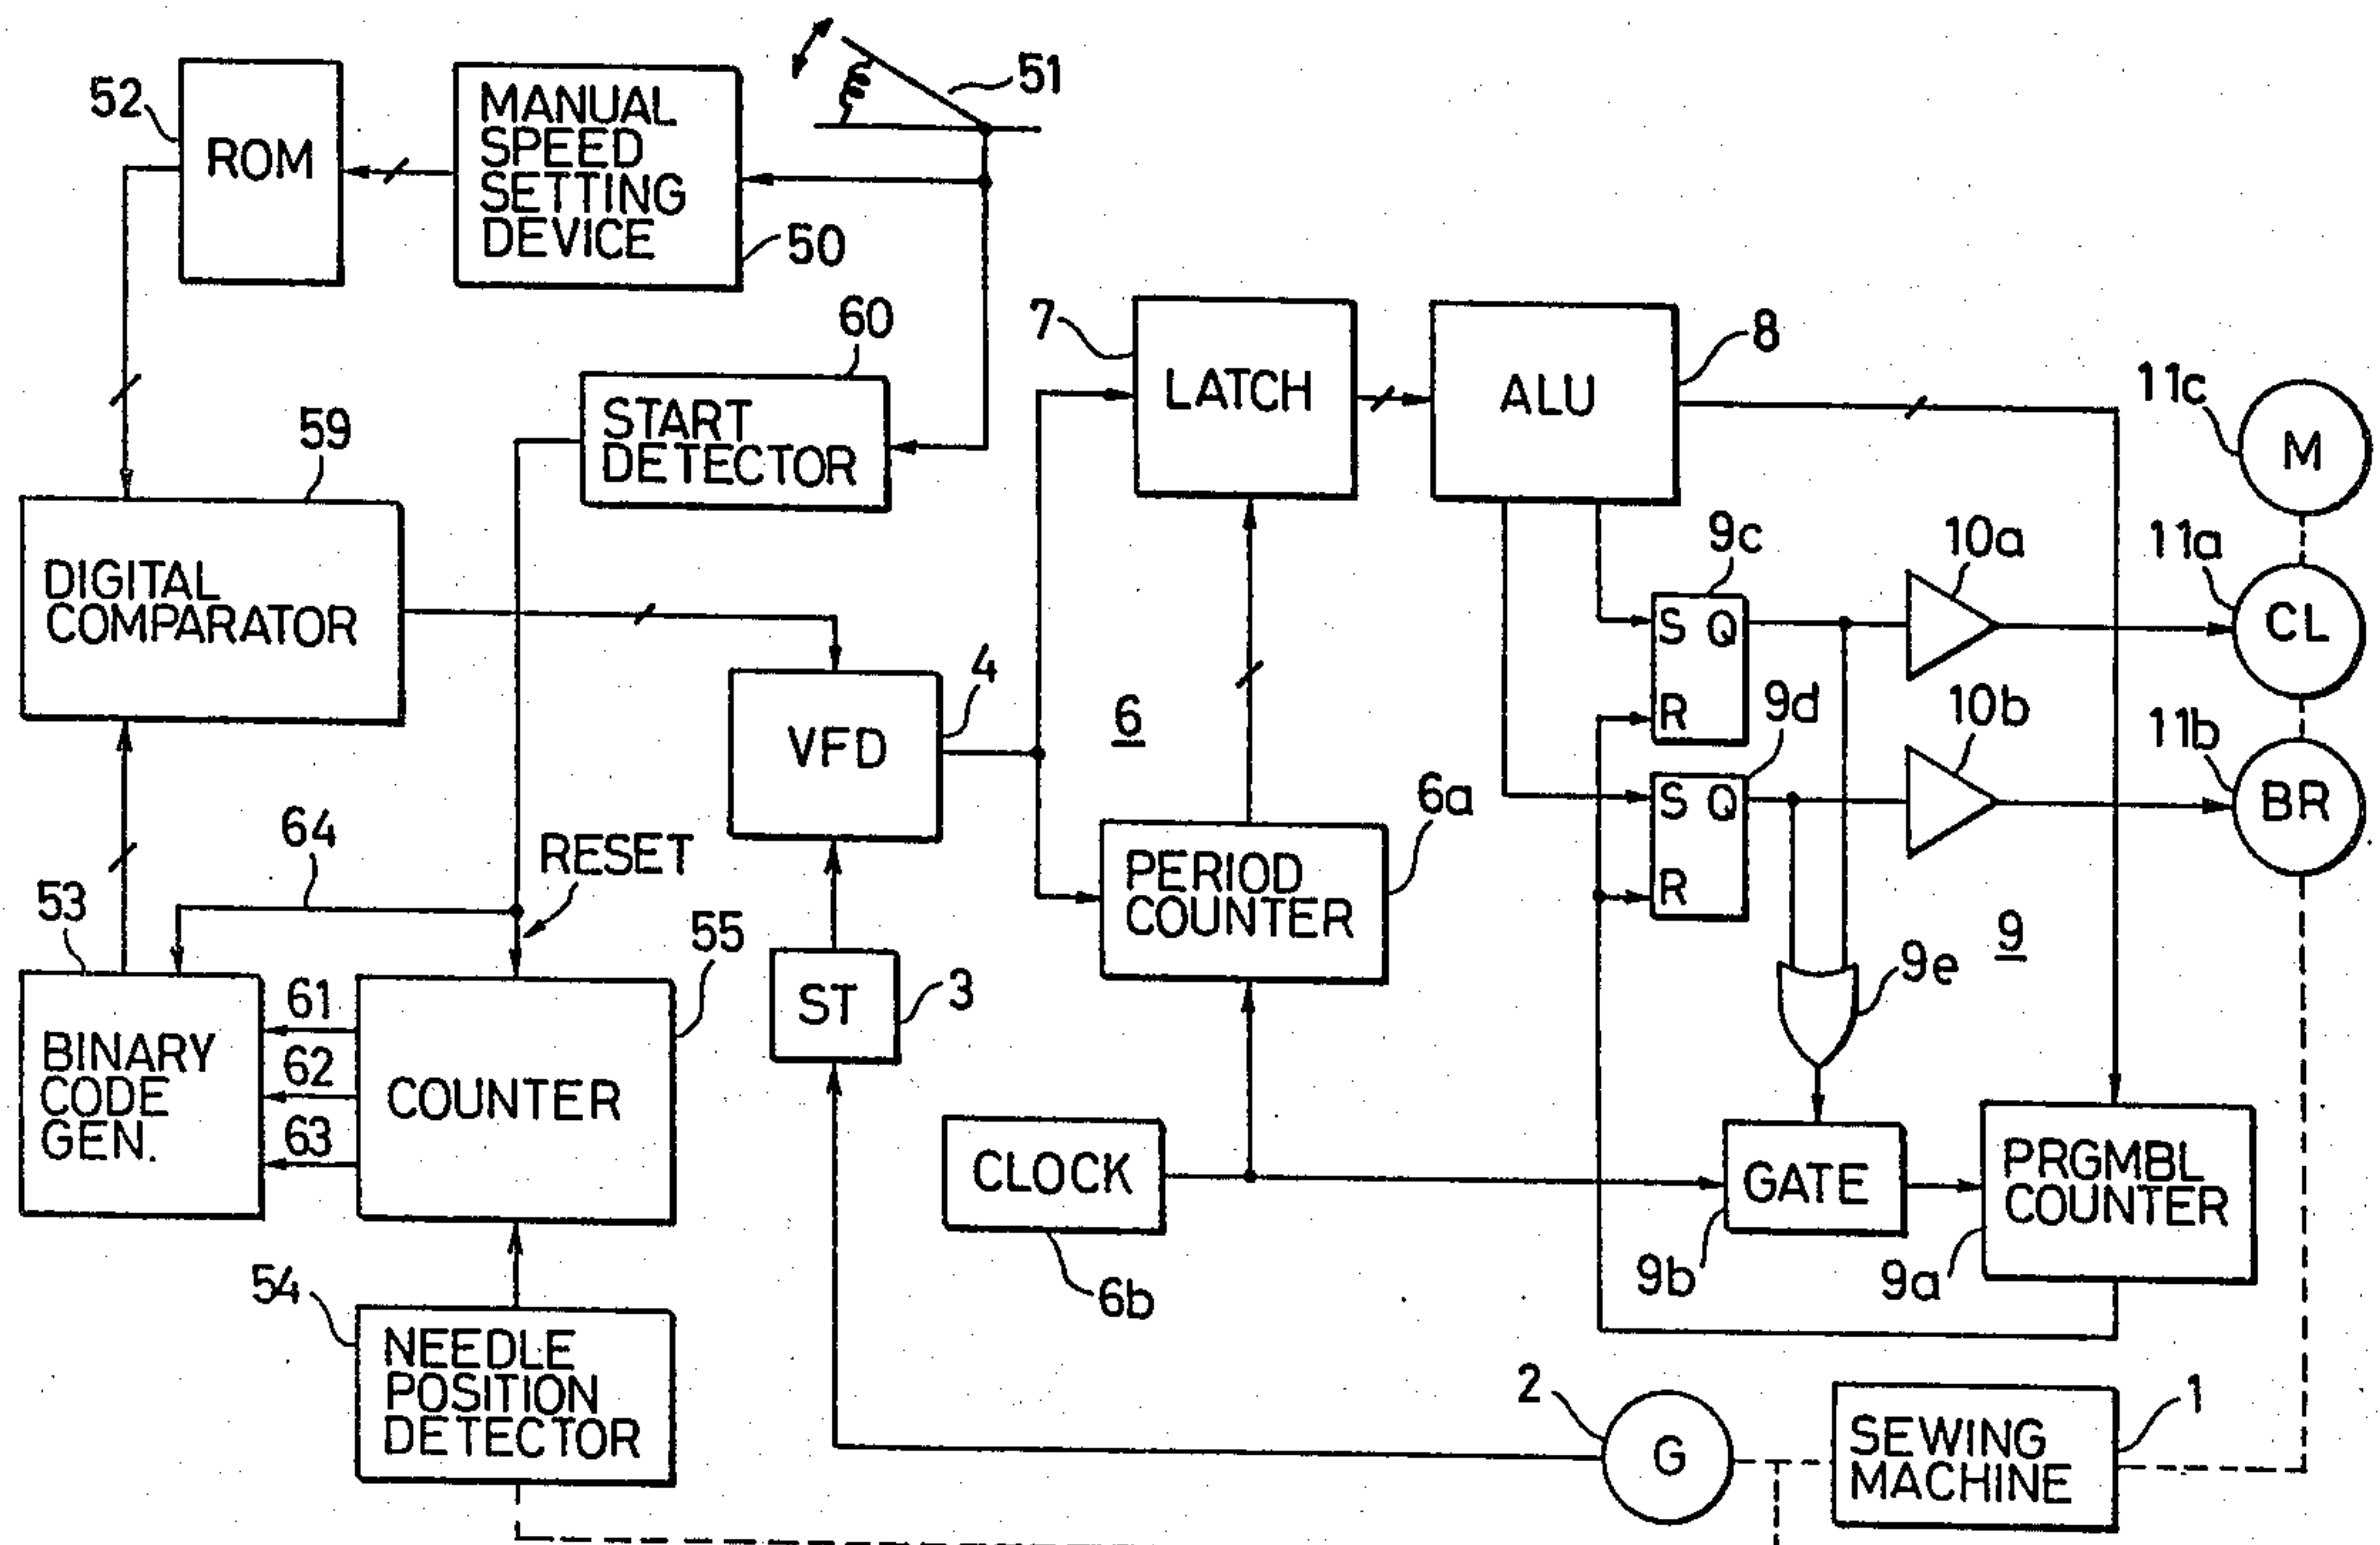 52
ROM
MANUAL
SPEED
SETTING
DEVICE
50
51
60
START
DETECTOR
59
DIGITAL
COMPARATOR
7
LATCH
ALU
8
11c
M
11a
CL
11b
BR
9c
S Q
R
10a
9d
S Q
R
10b
4
VFD
6
6a
PERIOD
COUNTER
64
RESET
53
BINARY
CODE
GEN.
61
62
63
55
COUNTER
ST
3
9e
9
CLOCK
6b
GATE
9b
PRGMBL
COUNTER
9a
54
NEEDLE
POSITION
DETECTOR
2
G
SEWING
MACHINE
1